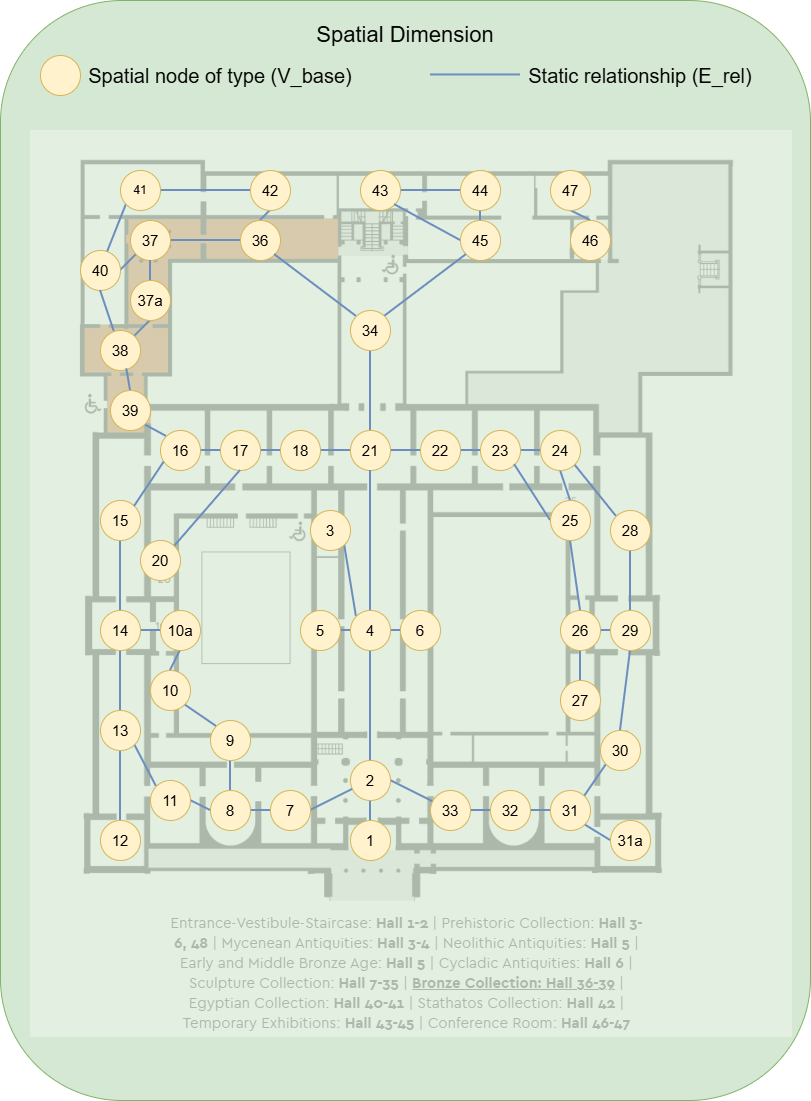 Spatial Dimension
Spatial node of type (V_base) Static relationship (E_rel)
41 42 43 44 47
37 36 45 46
40
37a
34
38
39
16 17 18 21 22 23 24
15 3 25 28
20
14 10a 5 4 6 26 29
10 27
13 9 30
2
11 8 7 33 32 31
12 1 31a
Entrance-Vestibule-Staircase: Hall 1-2 | Prehistoric Collection: Hall 3-
6, 48 | Mycenean Antiquities: Hall 3-4 | Neolithic Antiquities: Hall 5 |
Early and Middle Bronze Age: Hall 5 | Cycladic Antiquities: Hall 6 |
Sculpture Collection: Hall 7-35 | Bronze Collection: Hall 36-39 |
Egyptian Collection: Hall 40-41 | Stathatos Collection: Hall 42 |
Temporary Exhibitions: Hall 43-45 | Conference Room: Hall 46-47